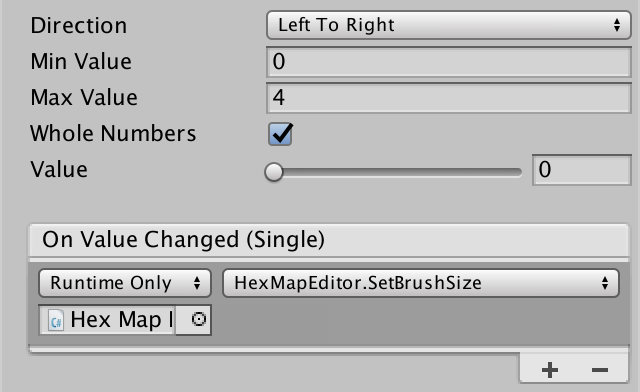 Direction Left To Right
Min Value 0
Max Value 4
Whole Numbers
Value 0
On Value Changed (Single)
Runtime Only HexMapEditor.SetBrushSize
C# Hex Map
+ −